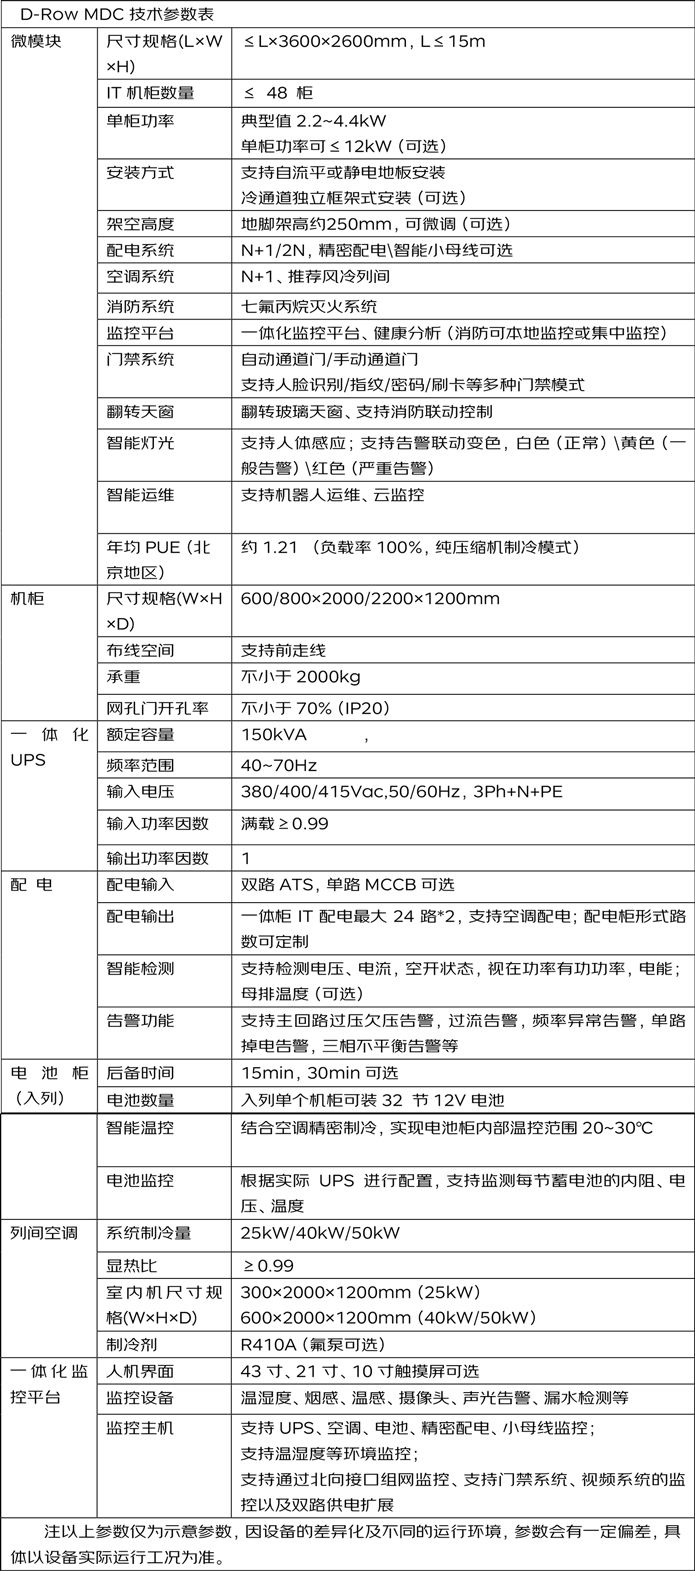 D-Row MDC 技术参数表
微模块
尺寸规格(L×W
×H)
≤L×3600×2600mm, L≤15m
IT 机柜数量
≤ 48 柜
单柜功率
典型值 2.2~4.4kW
单柜功率可≤12kW（可选）
安装方式
支持自流平或静电地板安装
冷通道独立框架式安装（可选）
架空高度
地脚架高约250mm，可微调（可选）
配电系统
N+1/2N，精密配电\智能小母线可选
空调系统
N+1、推荐风冷列间
消防系统
七氟丙烷灭火系统
监控平台
一体化监控平台、健康分析（消防可本地监控或集中监控）
门禁系统
自动通道门/手动通道门
支持人脸识别/指纹/密码/刷卡等多种门禁模式
翻转天窗
翻转玻璃天窗、支持消防联动控制
智能灯光
支持人体感应；支持告警联动变色，白色（正常）\黄色（一
般告警）\红色（严重告警）
智能运维
支持机器人运维、云监控
年均 PUE（北
京地区）
约 1.21 （负载率 100%，纯压缩机制冷模式）
机柜
尺寸规格(W×H
×D)
600/800×2000/2200×1200mm
布线空间
支持前走线
承重
不小于 2000kg
网孔门开孔率
不小于 70%（IP20）
一体化
UPS
额定容量
150kVA ，
频率范围
40~70Hz
输入电压
380/400/415Vac,50/60Hz，3Ph+N+PE
输入功率因数
满载≥0.99
输出功率因数
1
配 电
配电输入
双路 ATS，单路 MCCB 可选
配电输出
一体柜 IT 配电最大 24 路*2，支持空调配电；配电柜形式路
数可定制
智能检测
支持检测电压、电流，空开状态，视在功率有功功率，电能；
母排温度（可选）
告警功能
支持主回路过压欠压告警，过流告警，频率异常告警，单路
掉电告警，三相不平衡告警等
电池柜
（入列）
后备时间
15min，30min 可选
电池数量
入列单个机柜可装 32 节 12V 电池
智能温控
结合空调精密制冷，实现电池柜内部温控范围 20~30℃
电池监控
根据实际 UPS 进行配置，支持监测每节蓄电池的内阻、电
压、温度
列间空调
系统制冷量
25kW/40kW/50kW
显热比
≥0.99
室内机尺寸规
格(W×H×D)
300×2000×1200mm（25kW）
600×2000×1200mm（40kW/50kW）
制冷剂
R410A（氟泵可选）
一体化监
控平台
人机界面
43 寸、21 寸、10 寸触摸屏可选
监控设备
温湿度、烟感、温感、摄像头、声光告警、漏水检测等
监控主机
支持 UPS、空调、电池、精密配电、小母线监控；
支持温湿度等环境监控；
支持通过北向接口组网监控、支持门禁系统、视频系统的监
控以及双路供电扩展
注以上参数仅为示意参数，因设备的差异化及不同的运行环境，参数会有一定偏差，具
体以设备实际运行工况为准。